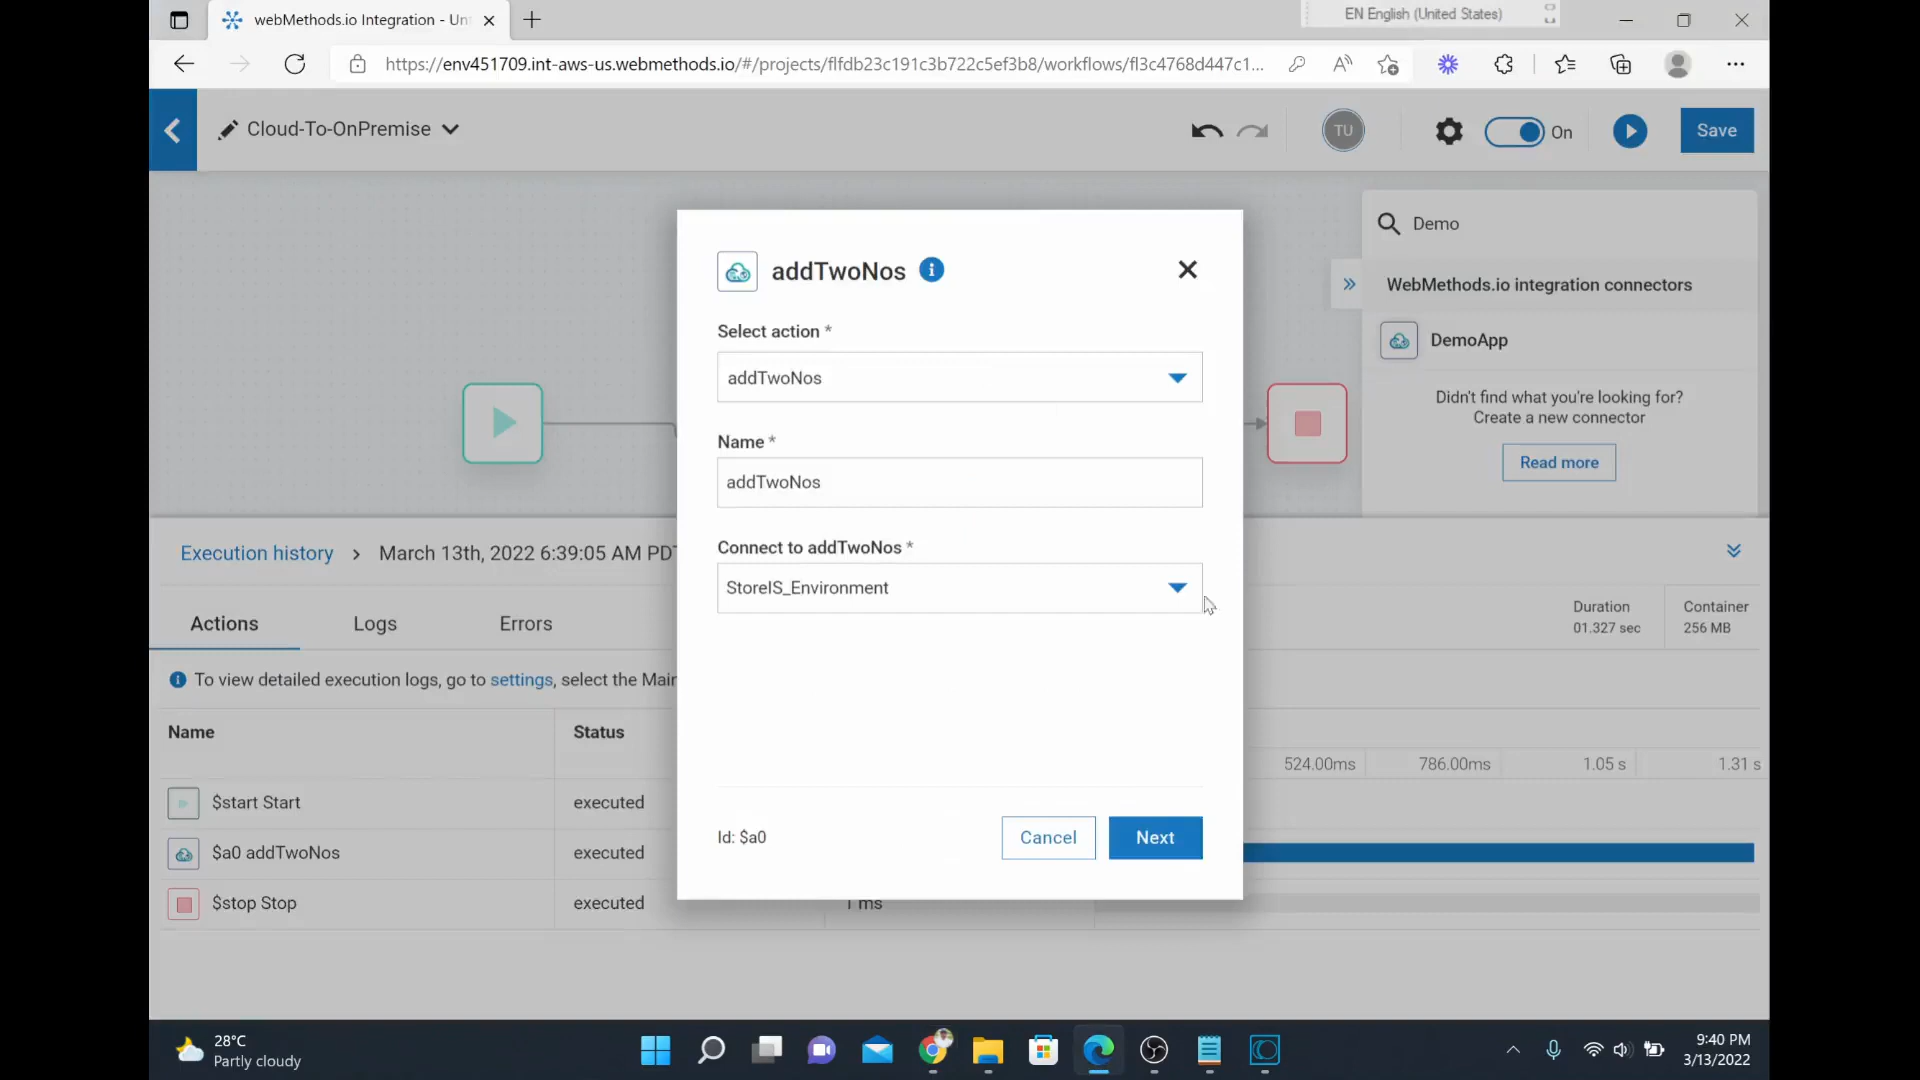 webMethods.io Integration - Un
EN English (United States)
https://env451709.int-aws-us.webmethods.io/#/projects/flfdb23c191c3b722c5ef3b8/workflows/fl3c4768d447c1...
Cloud-To-OnPremise
TU
On
Save
Demo
WebMethods.io integration connectors
DemoApp
Didn't find what you're looking for?
Create a new connector
Read more
addTwoNos
Select action *
addTwoNos
Name *
addTwoNos
Connect to addTwoNos *
StoreIS_Environment
Id: $a0
Cancel
Next
Execution history > March 13th, 2022 6:39:05 AM PDT
Actions
Logs
Errors
Duration
01.327 sec
Container
256 MB
To view detailed execution logs, go to settings, select the Main
Name
Status
524.00ms
786.00ms
1.05 s
1.31 s
$start Start
executed
$a0 addTwoNos
executed
$stop Stop
executed
1 ms
28°C
Partly cloudy
9:40 PM
3/13/2022